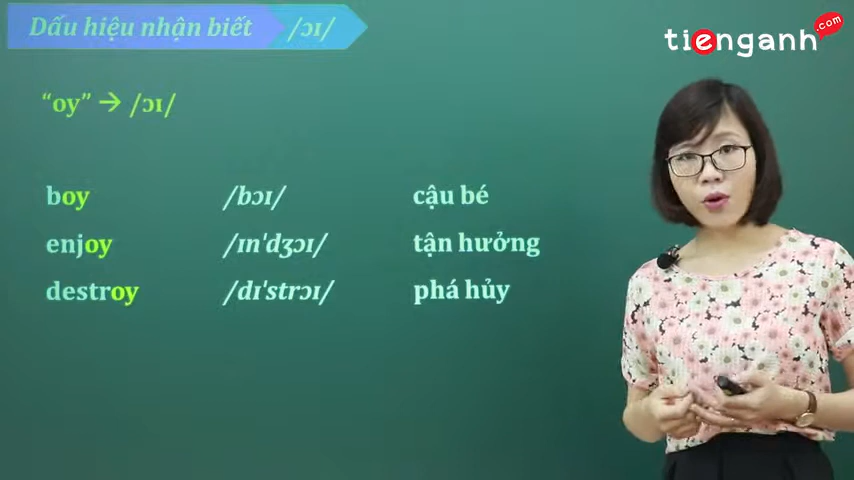 Dấu hiệu nhận biết /ɔɪ/
tienganh.com
“oy” → /ɔɪ/
boy /bɔɪ/ cậu bé
enjoy /ɪn'dʒɔɪ/ tận hưởng
destroy /dɪ'strɔɪ/ phá hủy